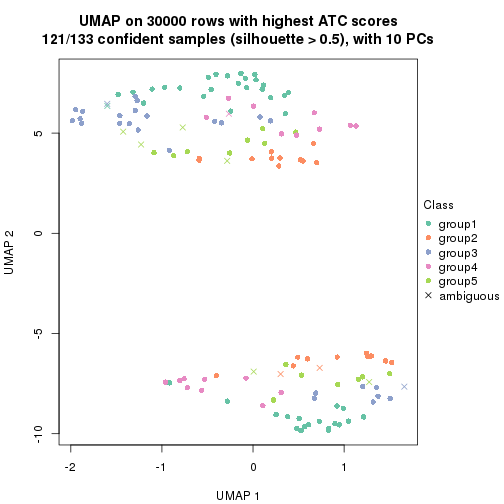 UMAP on 30000 rows with highest ATC scores
121/133 confident samples (silhouette > 0.5), with 10 PCs
5
0
-5
-10
UMAP 2
-2
-1
0
1
UMAP 1
Class
group1
group2
group3
group4
group5
ambiguous